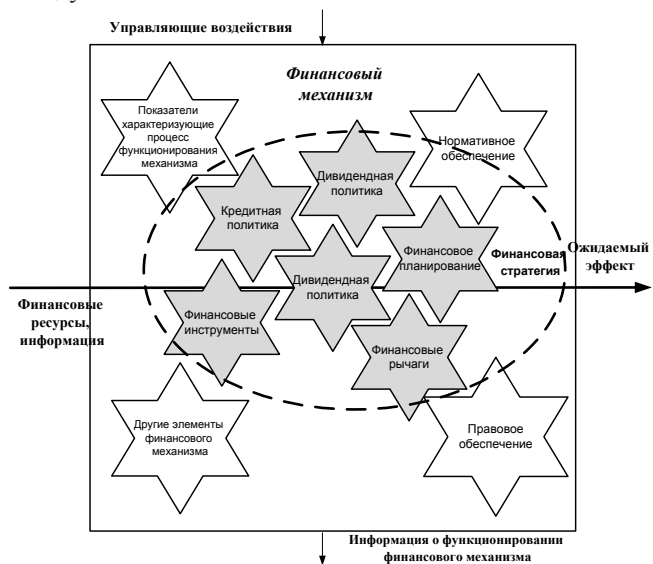 Управляющие воздействия
Финансовый
механизм
Показатели
характеризующие
процесс
функционирования
механизма
Нормативное
обеспечение
Дивидендная
политика
Кредитная
политика
Финансовое
планирование
Финансовая
стратегия
Ожидаемый
эффект
Дивидендная
политика
Финансовые
ресурсы,
информация
Финансовые
инструменты
Финансовые
рычаги
Другие элементы
финансового
механизма
Правовое
обеспечение
Информация о функционировании
финансового механизма